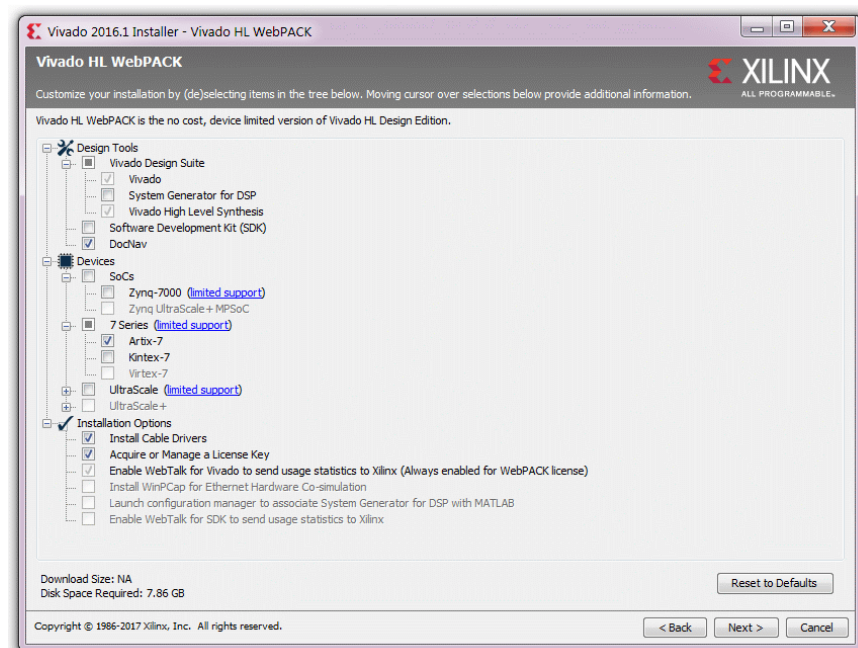 Vivado 2016.1 Installer - Vivado HL WebPACK
Vivado HL WebPACK
XILINX
ALL PROGRAMMABLE.
Customize your installation by (de)selecting items in the tree below. Moving cursor over selections below provide additional information.
Vivado HL WebPACK is the no cost, device limited version of Vivado HL Design Edition.
Design Tools
Vivado Design Suite
Vivado
System Generator for DSP
Vivado High Level Synthesis
Software Development Kit (SDK)
DocNav
Devices
SoCs
Zynq-7000 (limited support)
Zynq UltraScale+ MPSoC
7 Series (limited support)
Artix-7
Kintex-7
Virtex-7
UltraScale (limited support)
UltraScale+
Installation Options
Install Cable Drivers
Acquire or Manage a License Key
Enable WebTalk for Vivado to send usage statistics to Xilinx (Always enabled for WebPACK license)
Install WinPCap for Ethernet Hardware Co-simulation
Launch configuration manager to associate System Generator for DSP with MATLAB
Enable WebTalk for SDK to send usage statistics to Xilinx
Download Size: NA
Disk Space Required: 7.86 GB
Reset to Defaults
Copyright © 1986-2017 Xilinx, Inc. All rights reserved.
< Back Next > Cancel